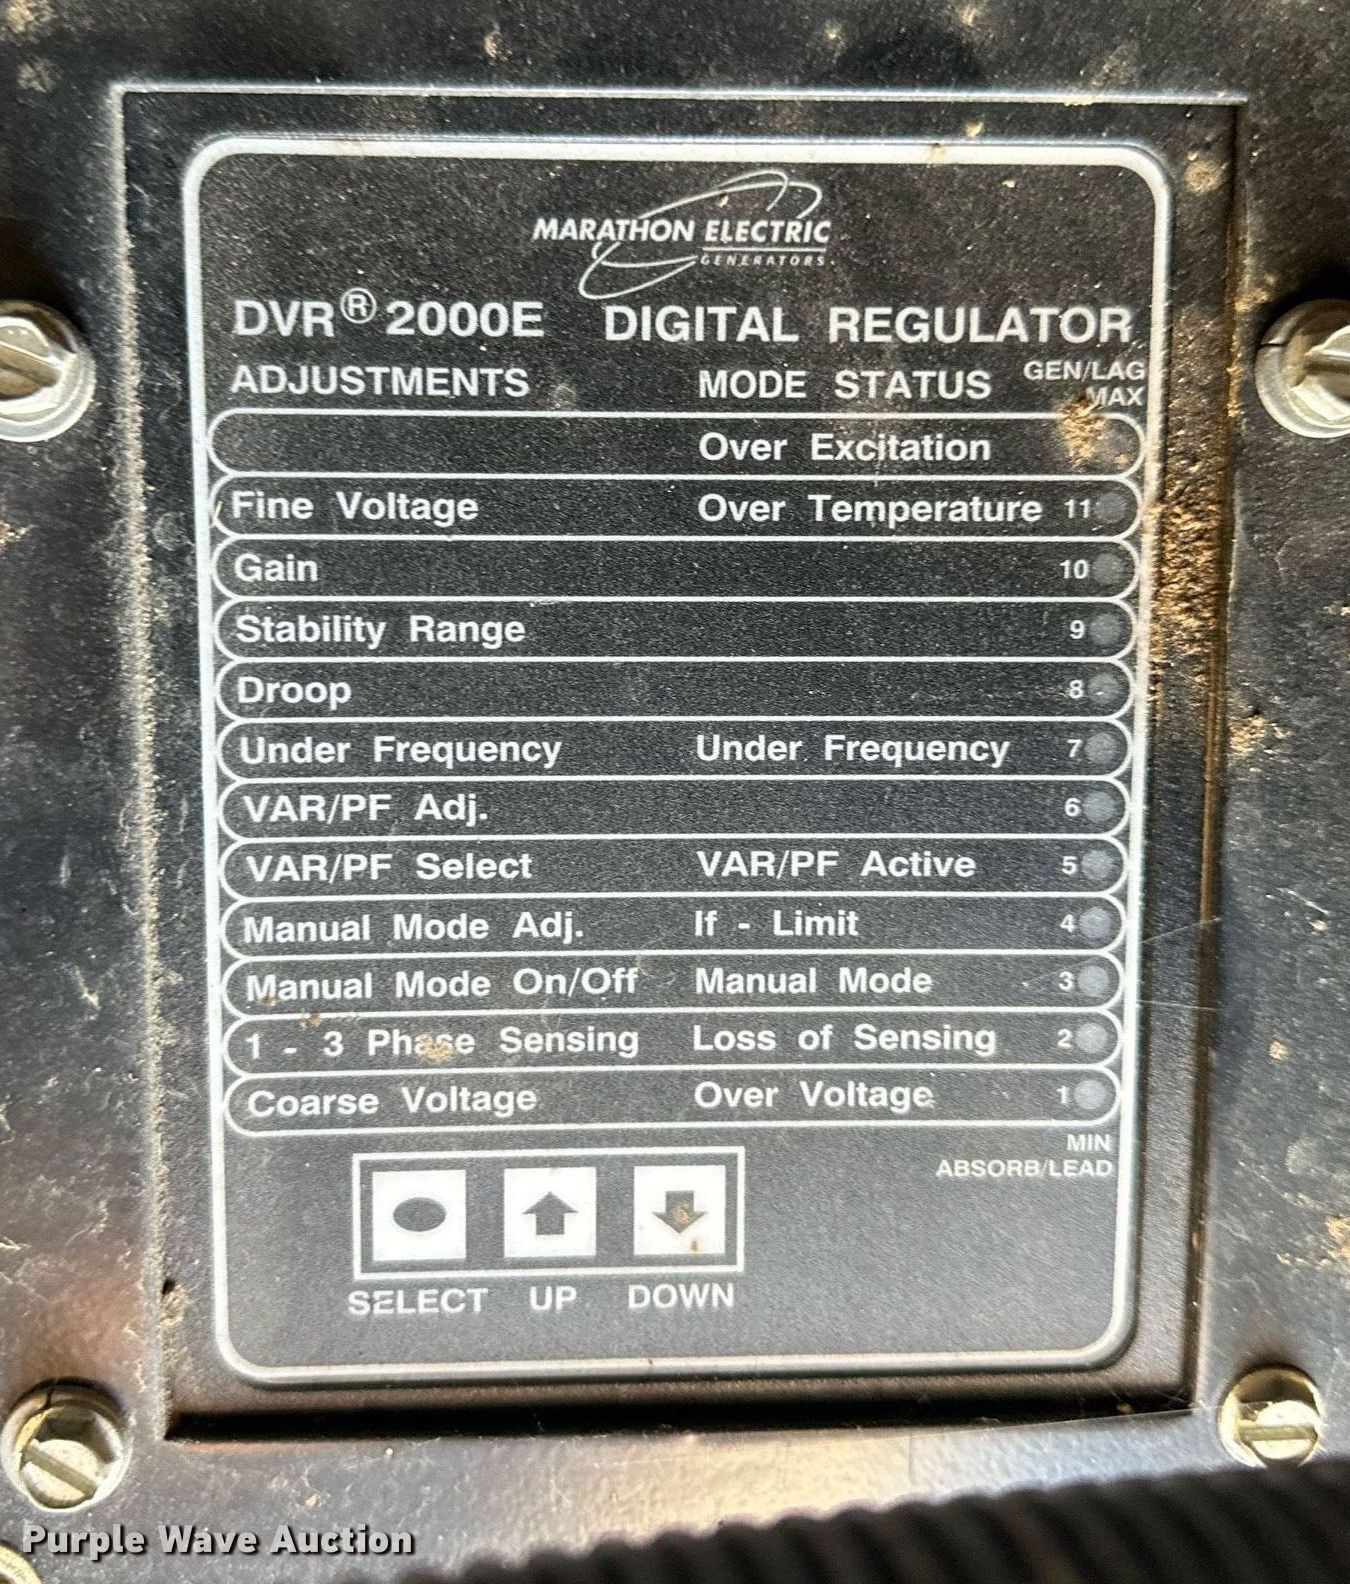 MARATHON ELECTRIC
GENERATORS
DVR® 2000E DIGITAL REGULATOR
ADJUSTMENTS MODE STATUS GEN/LAG
MAX
Over Excitation
Fine Voltage Over Temperature 11
Gain 10
Stability Range 9
Droop 8
Under Frequency Under Frequency 7
VAR/PF Adj. 6
VAR/PF Select VAR/PF Active 5
Manual Mode Adj. If - Limit 4
Manual Mode On/Off Manual Mode 3
1 - 3 Phase Sensing Loss of Sensing 2
Coarse Voltage Over Voltage 1
MIN
ABSORB/LEAD
SELECT UP DOWN
Purple Wave Auction